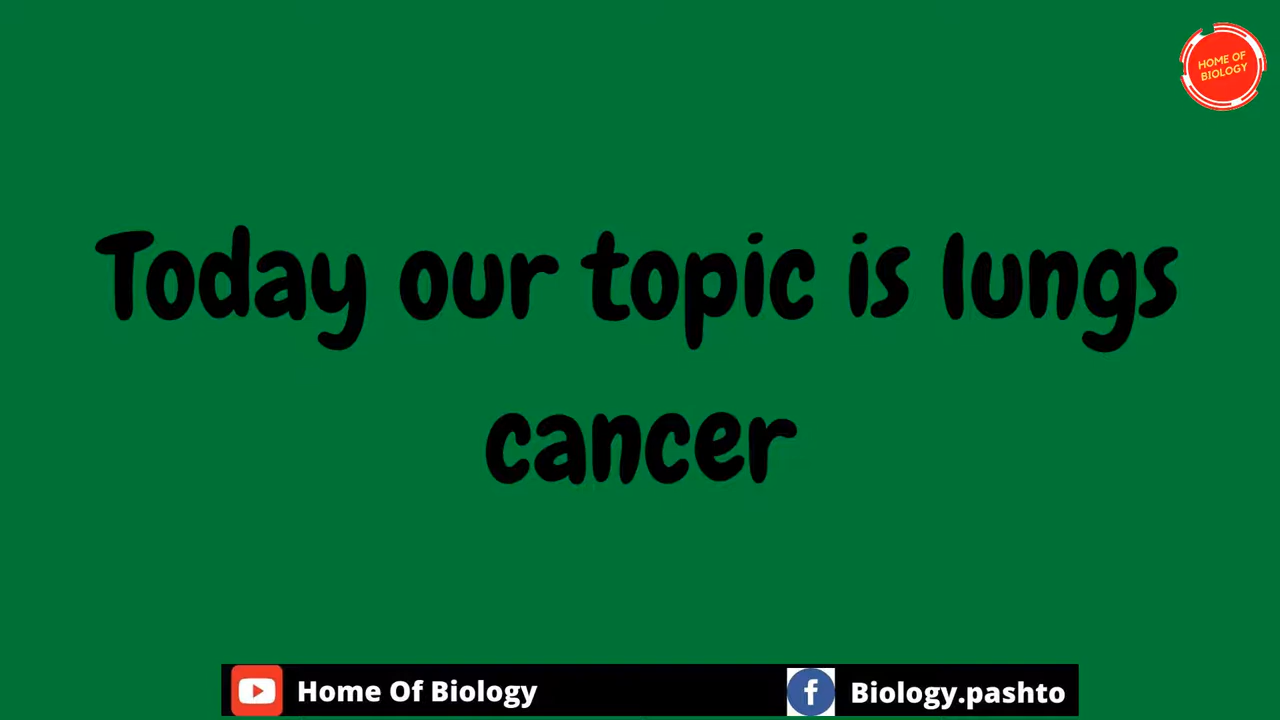 HOME OF
BIOLOGY
Today our topic is lungs
cancer
Home Of Biology
Biology.pashto